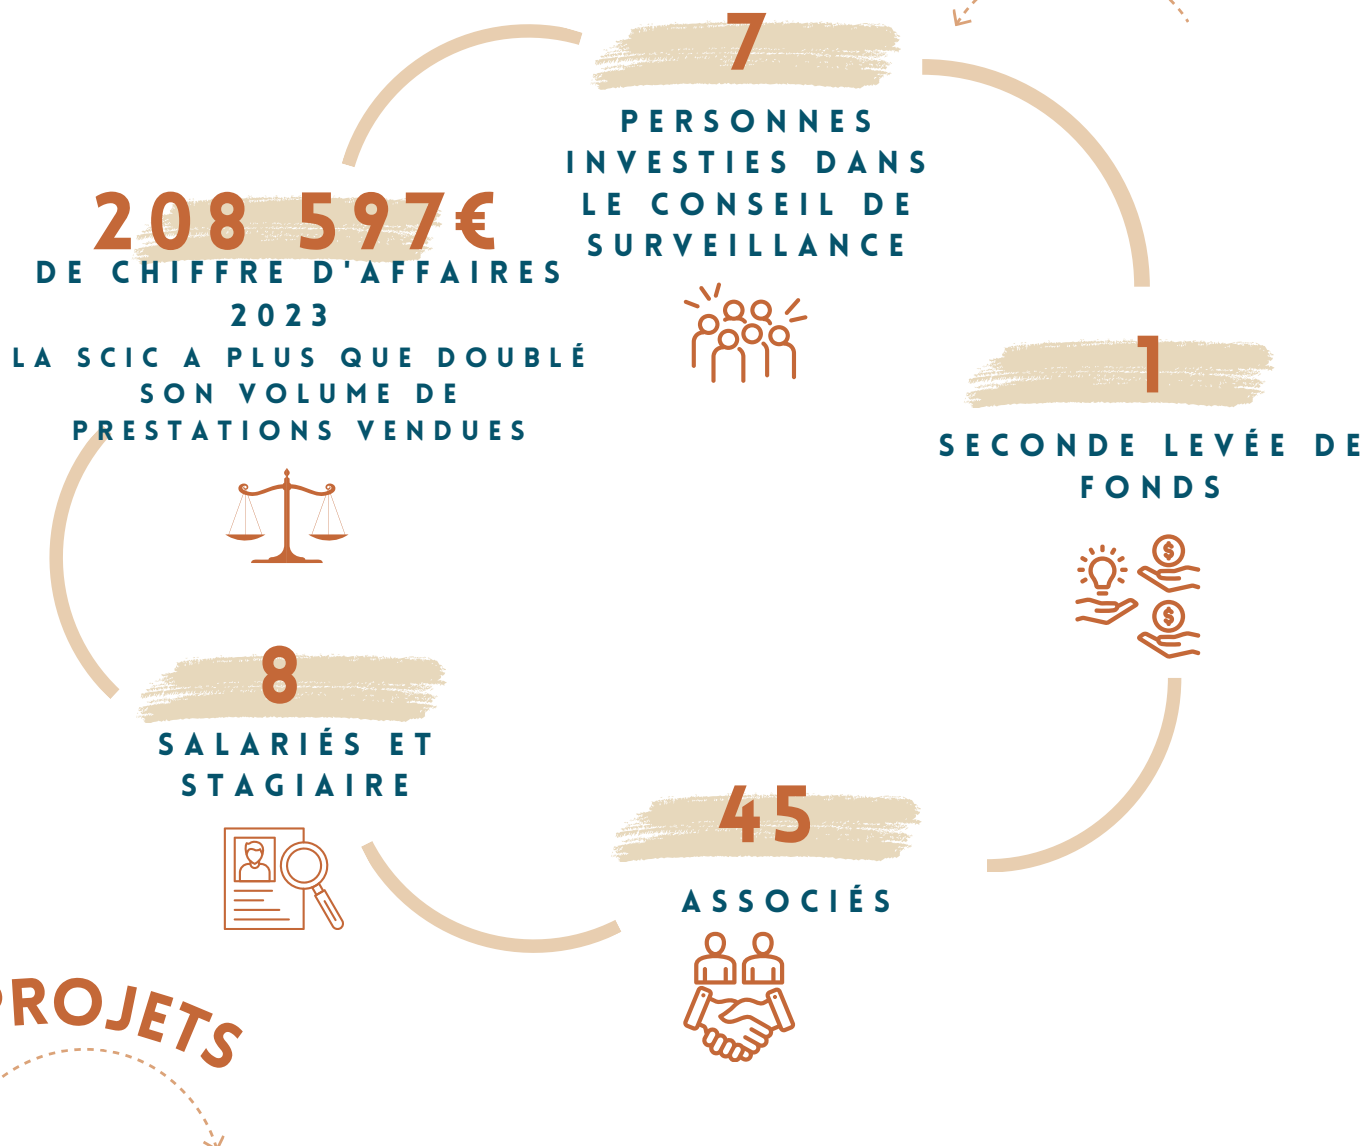 7
PERSONNES
INVESTIES DANS
LE CONSEIL DE
SURVEILLANCE
208 597€
DE CHIFFRE D'AFFAIRES
2023
LA SCIC A PLUS QUE DOUBLÉ
SON VOLUME DE
PRESTATIONS VENDUES
1
SECONDE LEVÉE DE
FONDS
$
$
8
SALARIÉS ET
STAGIAIRE
45
ASSOCIÉS
PROJETS